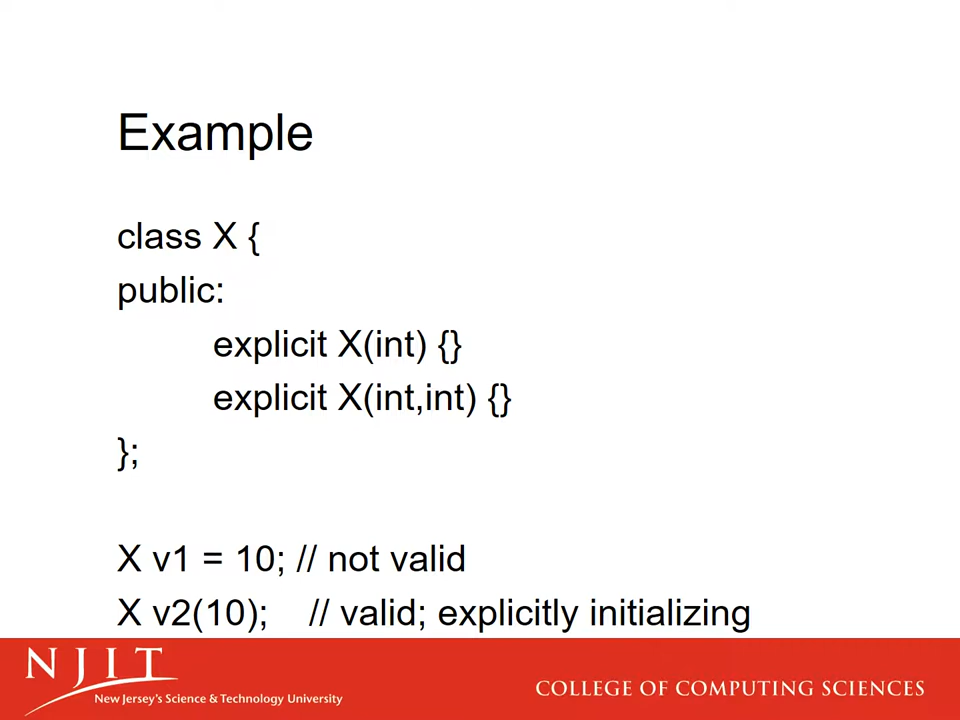 Example
class X {
public:
explicit X(int) {}
explicit X(int,int) {}
};
X v1 = 10; // not valid
X v2(10); // valid; explicitly initializing
NJIT
New Jersey's Science & Technology University
COLLEGE OF COMPUTING SCIENCES